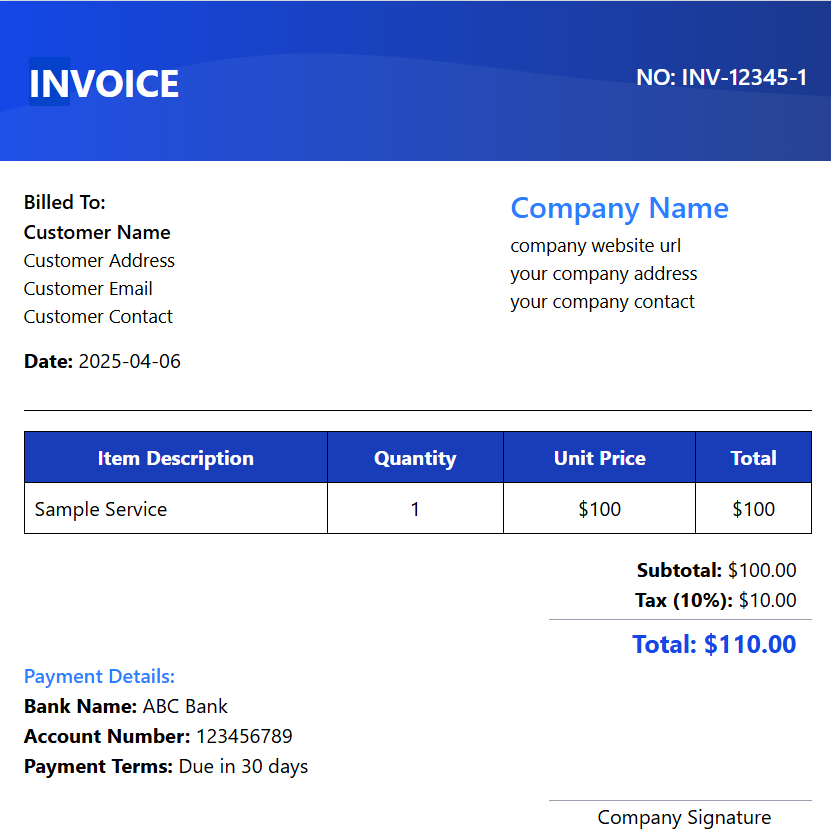 INVOICE
NO: INV-12345-1
Billed To:
Customer Name
Customer Address
Customer Email
Customer Contact
Date: 2025-04-06
Company Name
company website url
your company address
your company contact
Item Description Quantity Unit Price Total
Sample Service 1 $100 $100
Subtotal: $100.00
Tax (10%): $10.00
Total: $110.00
Payment Details:
Bank Name: ABC Bank
Account Number: 123456789
Payment Terms: Due in 30 days
Company Signature